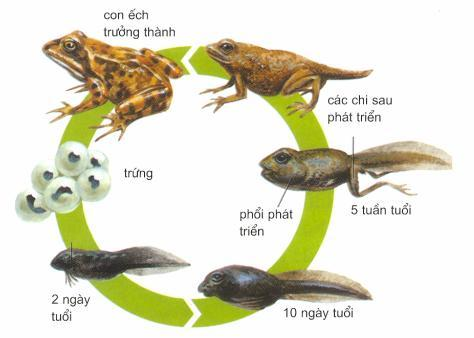 con ếch
trưởng thành
các chi sau
phát triển
trứng
phổi phát
triển
5 tuần tuổi
2 ngày
tuổi
10 ngày tuổi